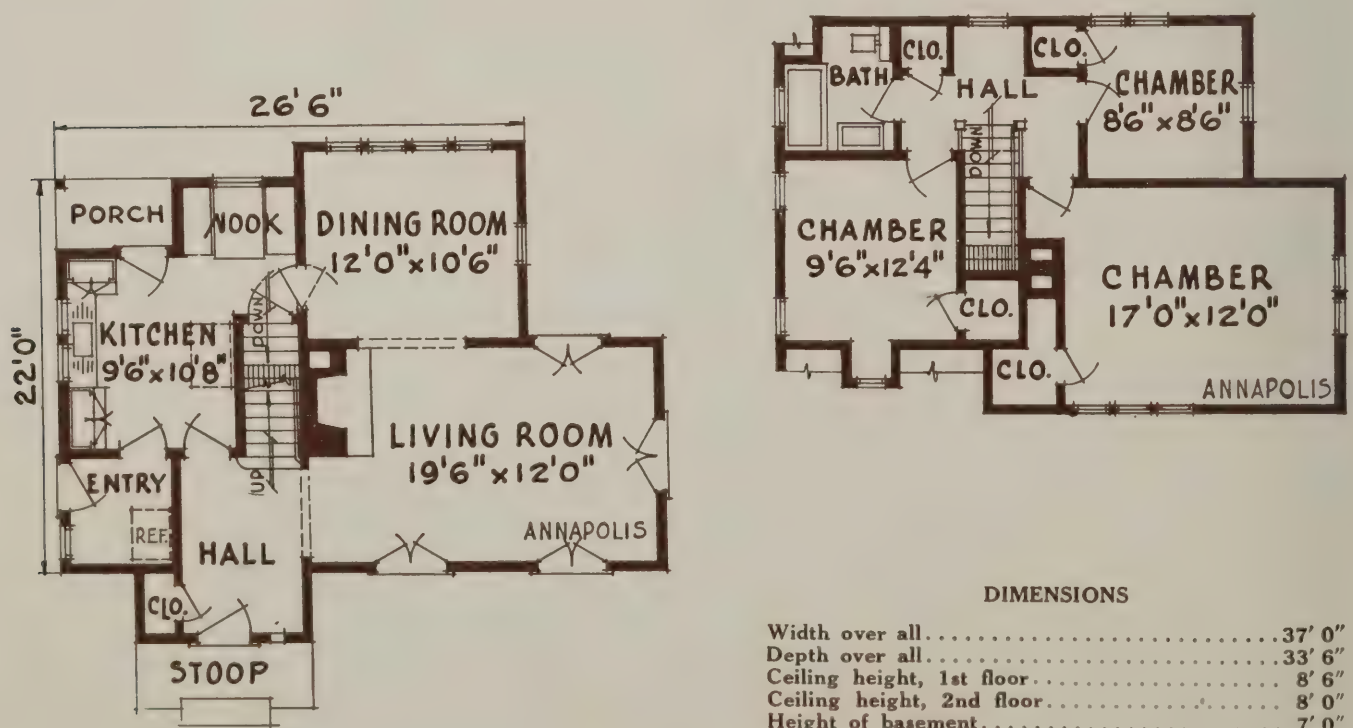 26'6"
22'0"
PORCH
NOOK
DINING ROOM
12'0"x10'6"
DOWN
KITCHEN
9'6"x10'8"
LIVING ROOM
19'6"x12'0"
UP
ENTRY
REF.
HALL
ANNAPOLIS
CLO.
STOOP
BATH
CLO.
HALL
CLO.
CHAMBER
8'6"x8'6"
DOWN
CHAMBER
9'6"x12'4"
CLO.
CHAMBER
17'0"x12'0"
CLO.
ANNAPOLIS
DIMENSIONS
Width over all............................37' 0"
Depth over all............................33' 6"
Ceiling height, 1st floor.................. 8' 6"
Ceiling height, 2nd floor.................. 8' 0"
Height of basement........................ 7' 0"